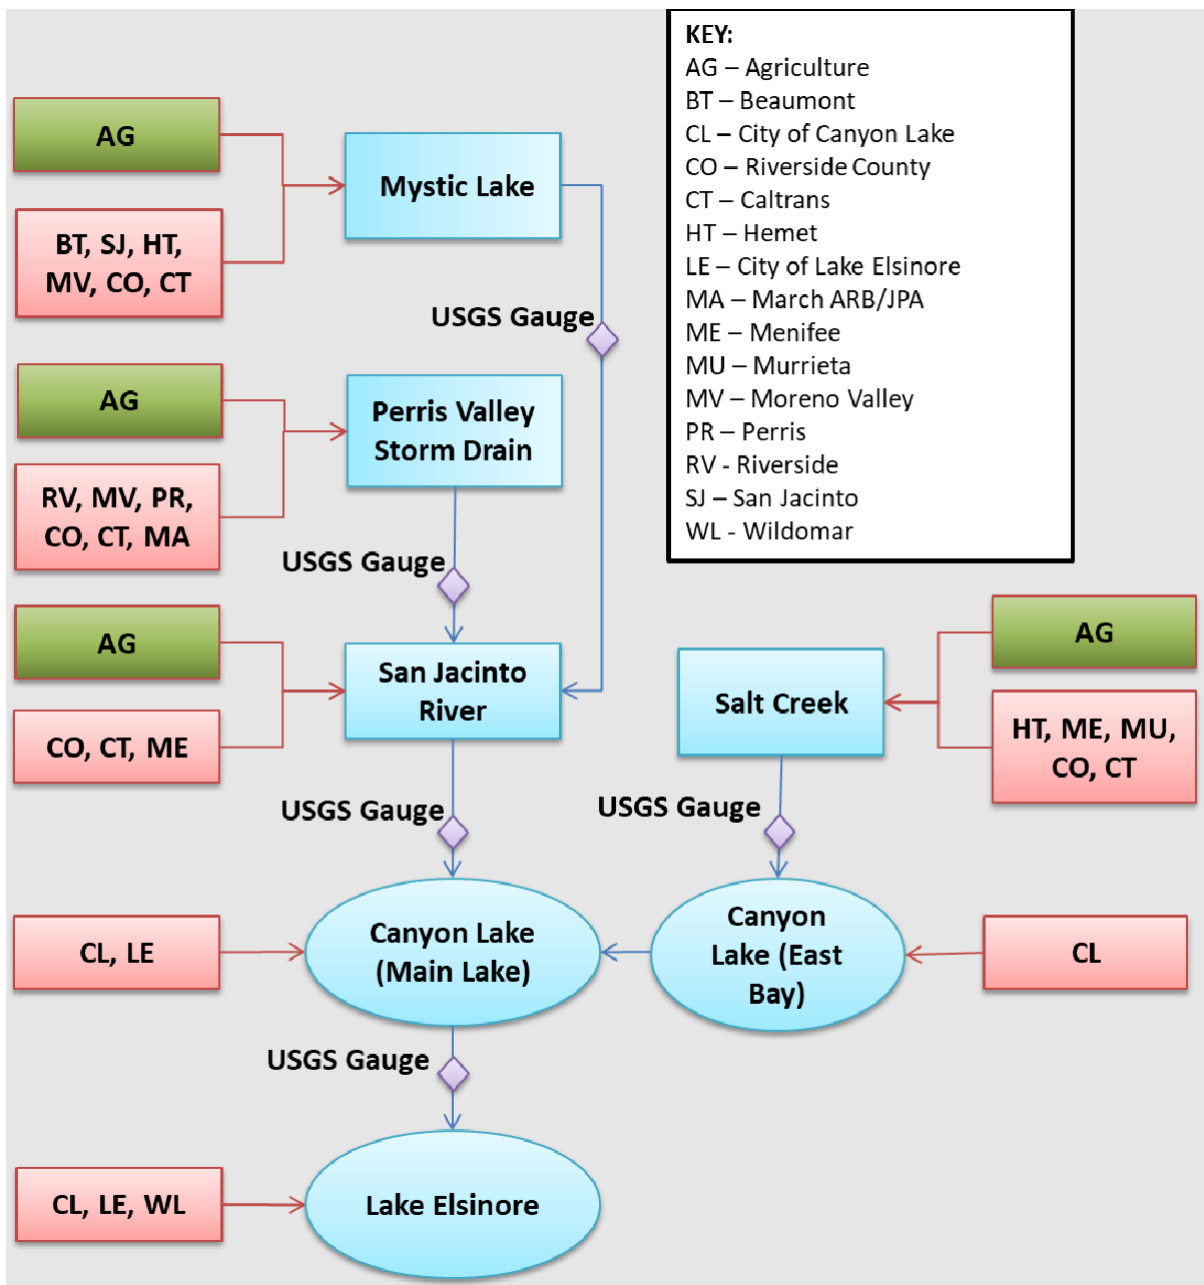 KEY:
AG – Agriculture
BT – Beaumont
CL – City of Canyon Lake
CO – Riverside County
CT – Caltrans
HT – Hemet
LE – City of Lake Elsinore
MA – March ARB/JPA
ME – Menifee
MU – Murrieta
MV – Moreno Valley
PR – Perris
RV - Riverside
SJ – San Jacinto
WL - Wildomar
AG
Mystic Lake
BT, SJ, HT,
MV, CO, CT
USGS Gauge
AG
Perris Valley
Storm Drain
RV, MV, PR,
CO, CT, MA
USGS Gauge
AG
San Jacinto
River
CO, CT, ME
AG
Salt Creek
HT, ME, MU,
CO, CT
USGS Gauge
USGS Gauge
CL, LE
Canyon Lake
(Main Lake)
Canyon
Lake (East
Bay)
CL
USGS Gauge
CL, LE, WL
Lake Elsinore